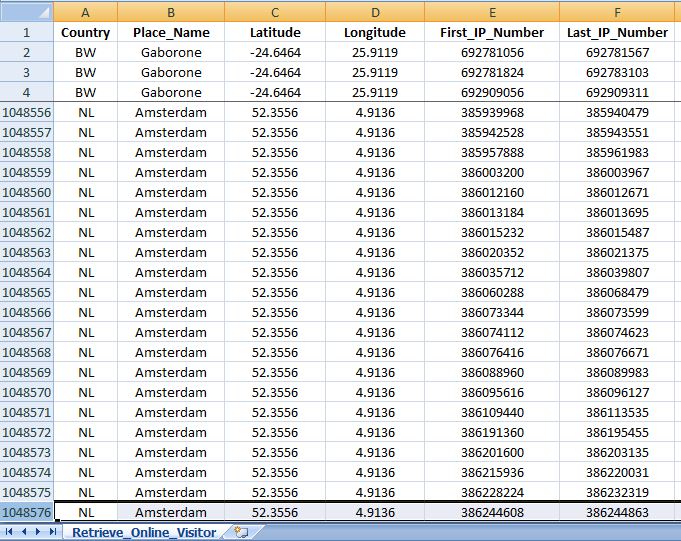 A B C D E F
1 Country Place_Name Latitude Longitude First_IP_Number Last_IP_Number
2 BW Gaborone -24.6464 25.9119 692781056 692781567
3 BW Gaborone -24.6464 25.9119 692781824 692783103
4 BW Gaborone -24.6464 25.9119 692909056 692909311
1048556 NL Amsterdam 52.3556 4.9136 385939968 385940479
1048557 NL Amsterdam 52.3556 4.9136 385942528 385943551
1048558 NL Amsterdam 52.3556 4.9136 385957888 385961983
1048559 NL Amsterdam 52.3556 4.9136 386003200 386003967
1048560 NL Amsterdam 52.3556 4.9136 386012160 386012671
1048561 NL Amsterdam 52.3556 4.9136 386013184 386013695
1048562 NL Amsterdam 52.3556 4.9136 386015232 386015487
1048563 NL Amsterdam 52.3556 4.9136 386020352 386021375
1048564 NL Amsterdam 52.3556 4.9136 386035712 386039807
1048565 NL Amsterdam 52.3556 4.9136 386060288 386068479
1048566 NL Amsterdam 52.3556 4.9136 386073344 386073599
1048567 NL Amsterdam 52.3556 4.9136 386074112 386074623
1048568 NL Amsterdam 52.3556 4.9136 386076416 386076671
1048569 NL Amsterdam 52.3556 4.9136 386088960 386089983
1048570 NL Amsterdam 52.3556 4.9136 386095616 386096127
1048571 NL Amsterdam 52.3556 4.9136 386109440 386113535
1048572 NL Amsterdam 52.3556 4.9136 386191360 386195455
1048573 NL Amsterdam 52.3556 4.9136 386201600 386203135
1048574 NL Amsterdam 52.3556 4.9136 386215936 386220031
1048575 NL Amsterdam 52.3556 4.9136 386228224 386232319
1048576 NL Amsterdam 52.3556 4.9136 386244608 386244863
Retrieve_Online_Visitor